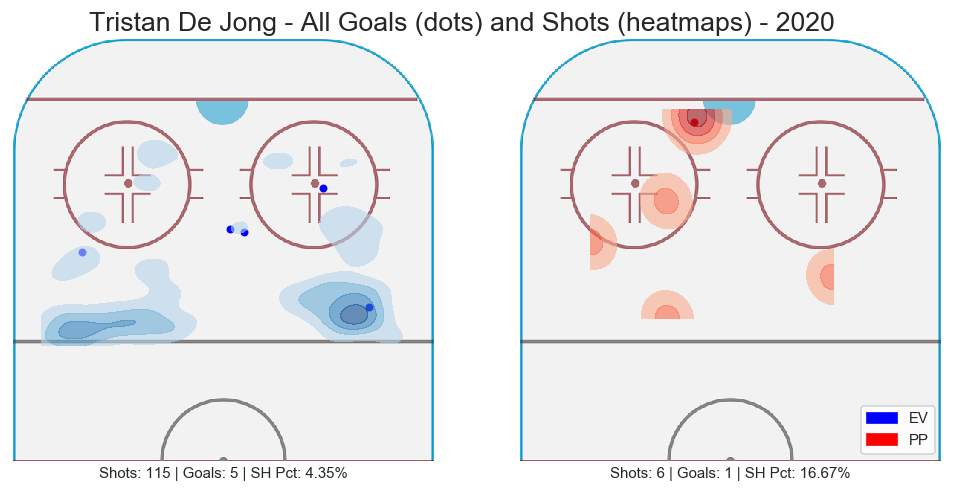 Tristan De Jong - All Goals (dots) and Shots (heatmaps) - 2020
EV
PP
Shots: 115 | Goals: 5 | SH Pct: 4.35%
Shots: 6 | Goals: 1 | SH Pct: 16.67%